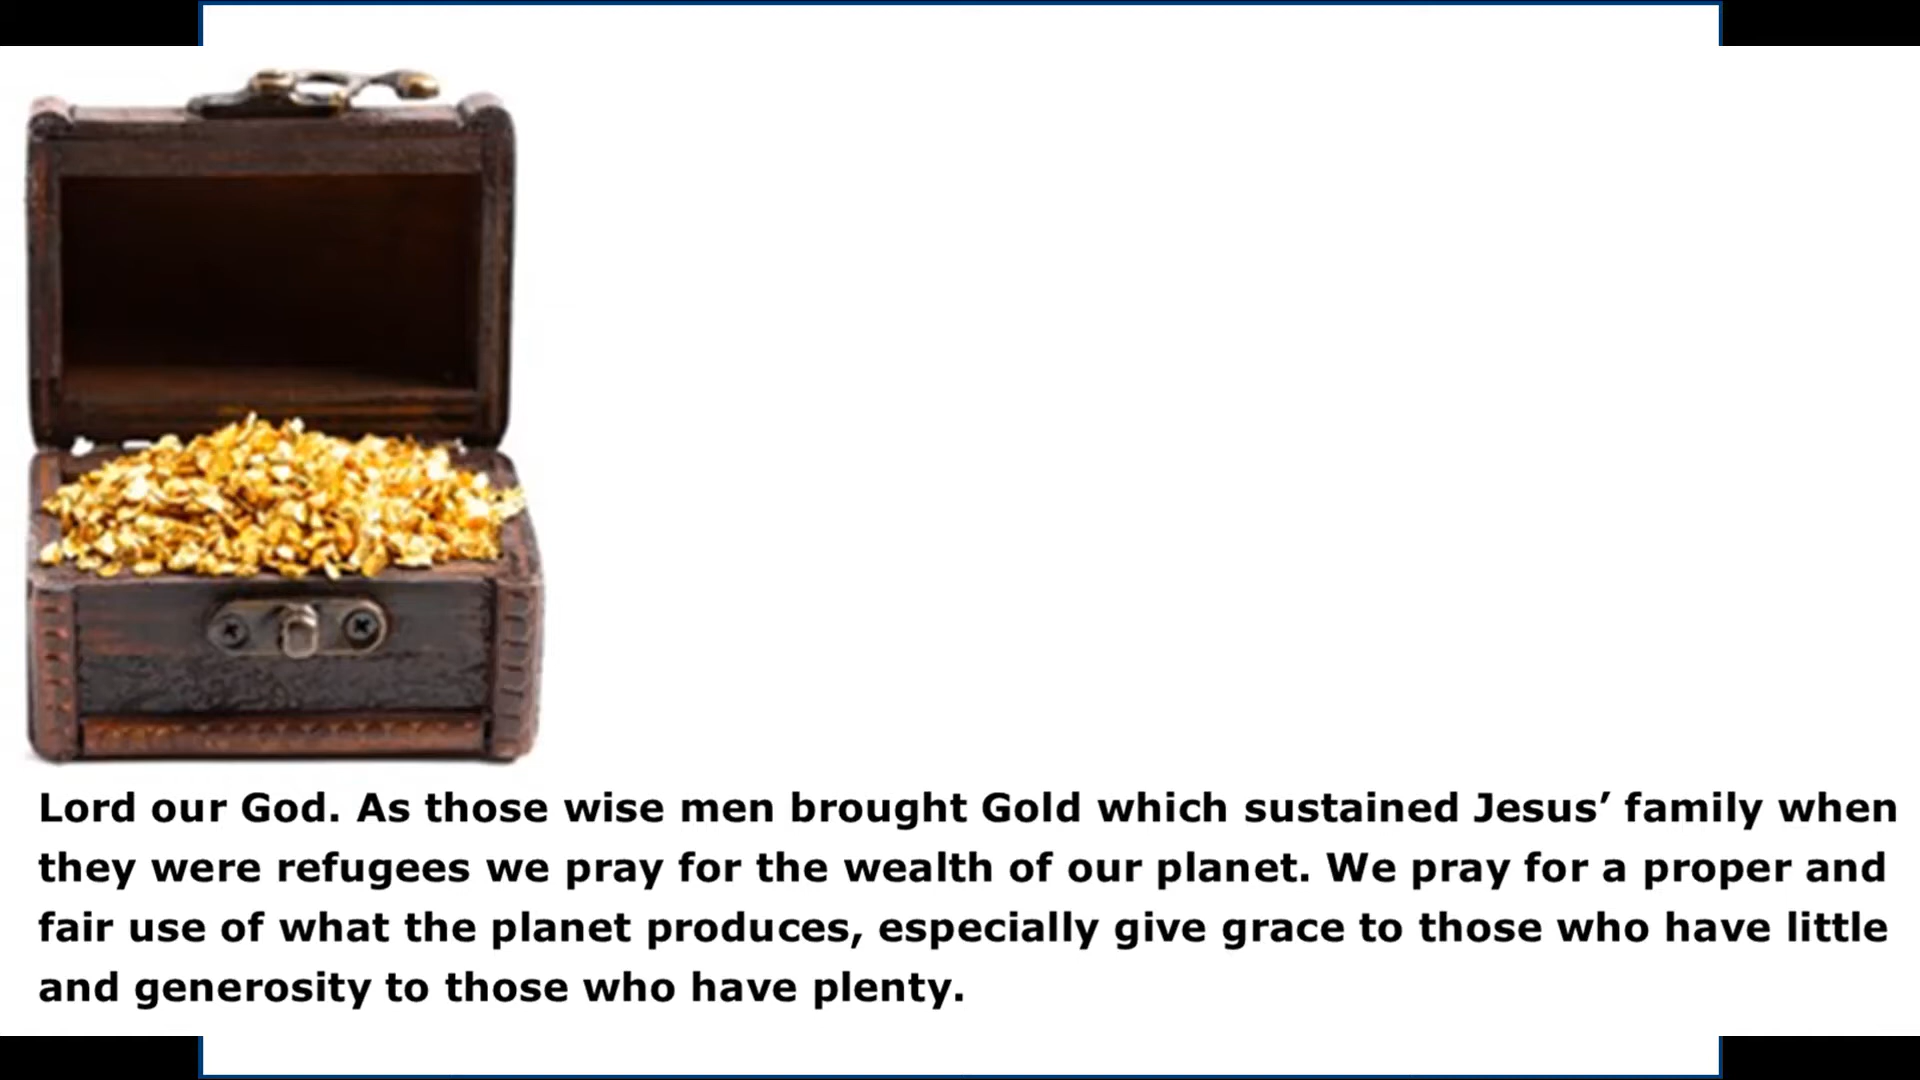 Lord our God. As those wise men brought Gold which sustained Jesus’ family when
they were refugees we pray for the wealth of our planet. We pray for a proper and
fair use of what the planet produces, especially give grace to those who have little
and generosity to those who have plenty.